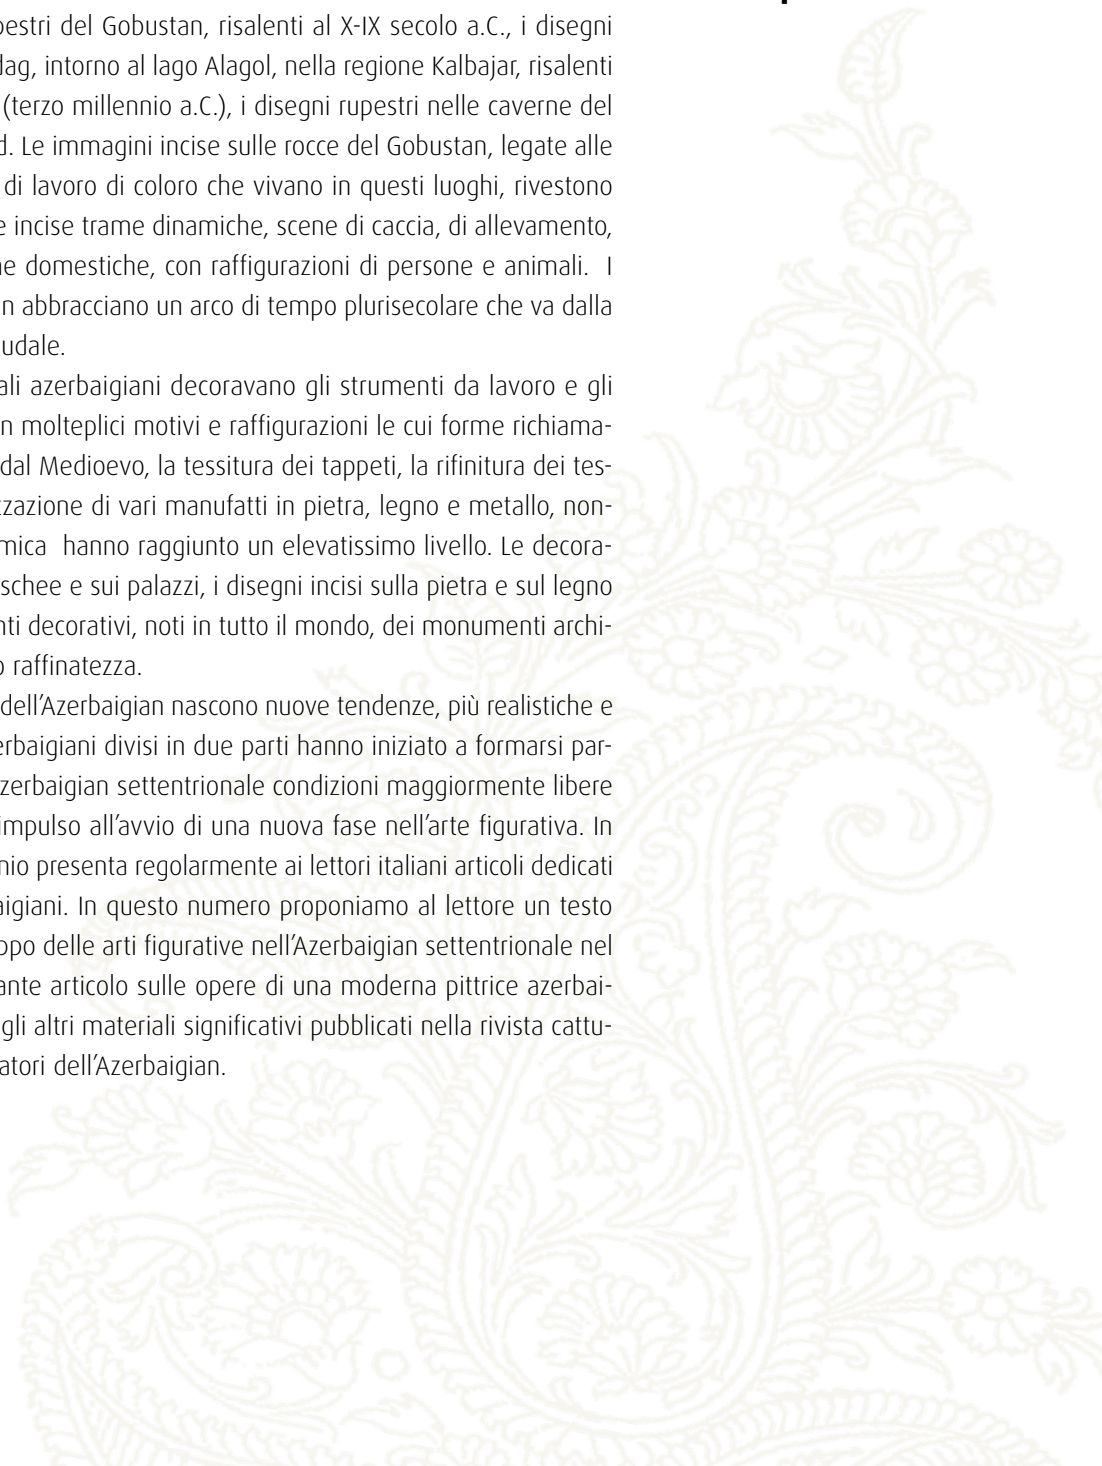 pestri del Gobustan, risalenti al X-IX secolo a.C., i disegni
dag, intorno al lago Alagol, nella regione Kalbajar, risalenti
(terzo millennio a.C.), i disegni rupestri nelle caverne del
d. Le immagini incise sulle rocce del Gobustan, legate alle
di lavoro di coloro che vivano in questi luoghi, rivestono
e incise trame dinamiche, scene di caccia, di allevamento,
ne domestiche, con raffigurazioni di persone e animali. I
n abbracciano un arco di tempo plurisecolare che va dalla
udale.
ali azerbaigiani decoravano gli strumenti da lavoro e gli
n molteplici motivi e raffigurazioni le cui forme richiama-
dal Medioevo, la tessitura dei tappeti, la rifinitura dei tes-
zzazione di vari manufatti in pietra, legno e metallo, non-
mica hanno raggiunto un elevatissimo livello. Le decora-
schee e sui palazzi, i disegni incisi sulla pietra e sul legno
nti decorativi, noti in tutto il mondo, dei monumenti archi-
o raffinatezza.
dell'Azerbaigian nascono nuove tendenze, più realistiche e
erbaigiani divisi in due parti hanno iniziato a formarsi par-
zerbaigian settentrionale condizioni maggiormente libere
impulso all'avvio di una nuova fase nell'arte figurativa. In
nio presenta regolarmente ai lettori italiani articoli dedicati
aigiani. In questo numero proponiamo al lettore un testo
ppo delle arti figurative nell'Azerbaigian settentrionale nel
ante articolo sulle opere di una moderna pittrice azerbai-
gli altri materiali significativi pubblicati nella rivista cattu-
atori dell'Azerbaigian.